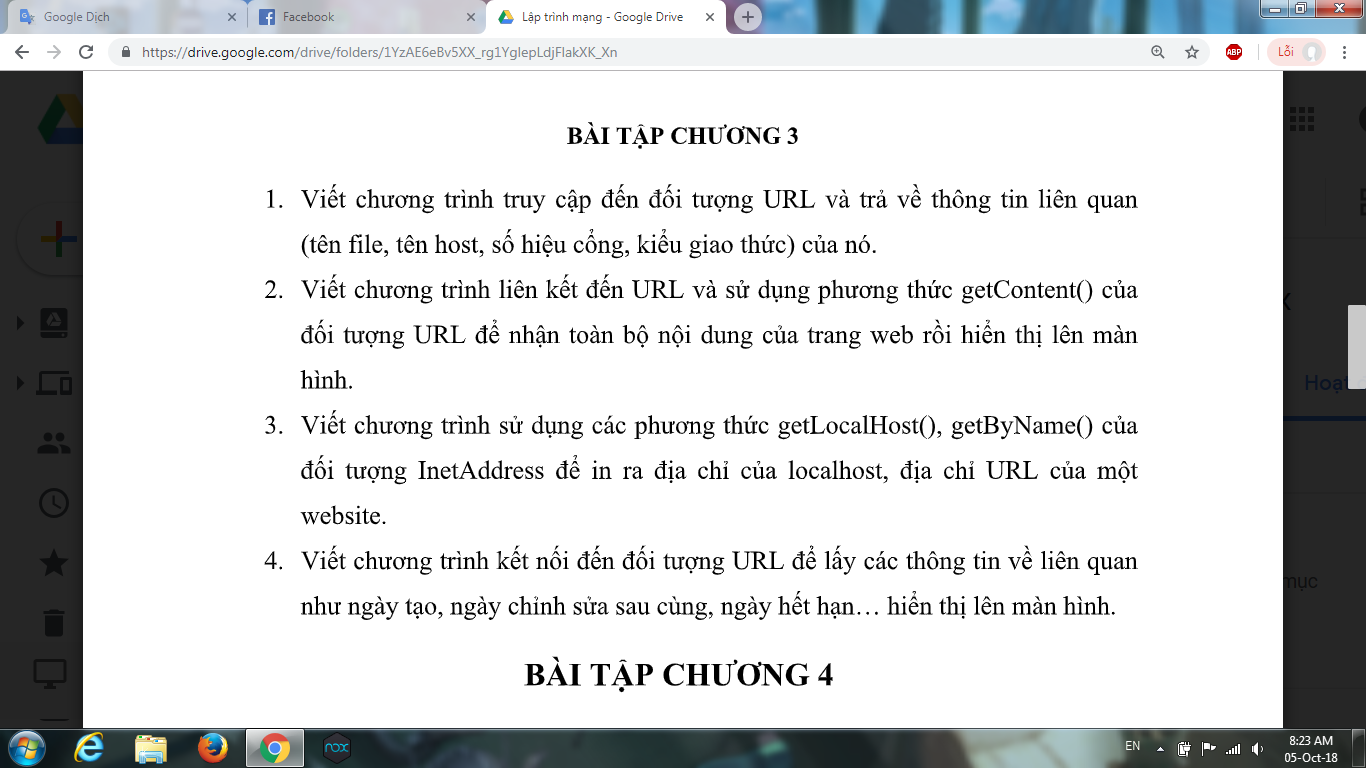 Google Dịch
Facebook
Lập trình mạng - Google Drive
https://drive.google.com/drive/folders/1YzAE6eBv5XX_rg1YgIepLdjFIakXK_Xn
ABP
Lỗi
BÀI TẬP CHƯƠNG 3
1. Viết chương trình truy cập đến đối tượng URL và trả về thông tin liên quan
(tên file, tên host, số hiệu cổng, kiểu giao thức) của nó.
2. Viết chương trình liên kết đến URL và sử dụng phương thức getContent() của
đối tượng URL để nhận toàn bộ nội dung của trang web rồi hiển thị lên màn
hình.
3. Viết chương trình sử dụng các phương thức getLocalHost(), getByName() của
đối tượng InetAddress để in ra địa chỉ của localhost, địa chỉ URL của một
website.
4. Viết chương trình kết nối đến đối tượng URL để lấy các thông tin về liên quan
như ngày tạo, ngày chỉnh sửa sau cùng, ngày hết hạn… hiển thị lên màn hình.
BÀI TẬP CHƯƠNG 4
nox
EN
8:23 AM
05-Oct-18